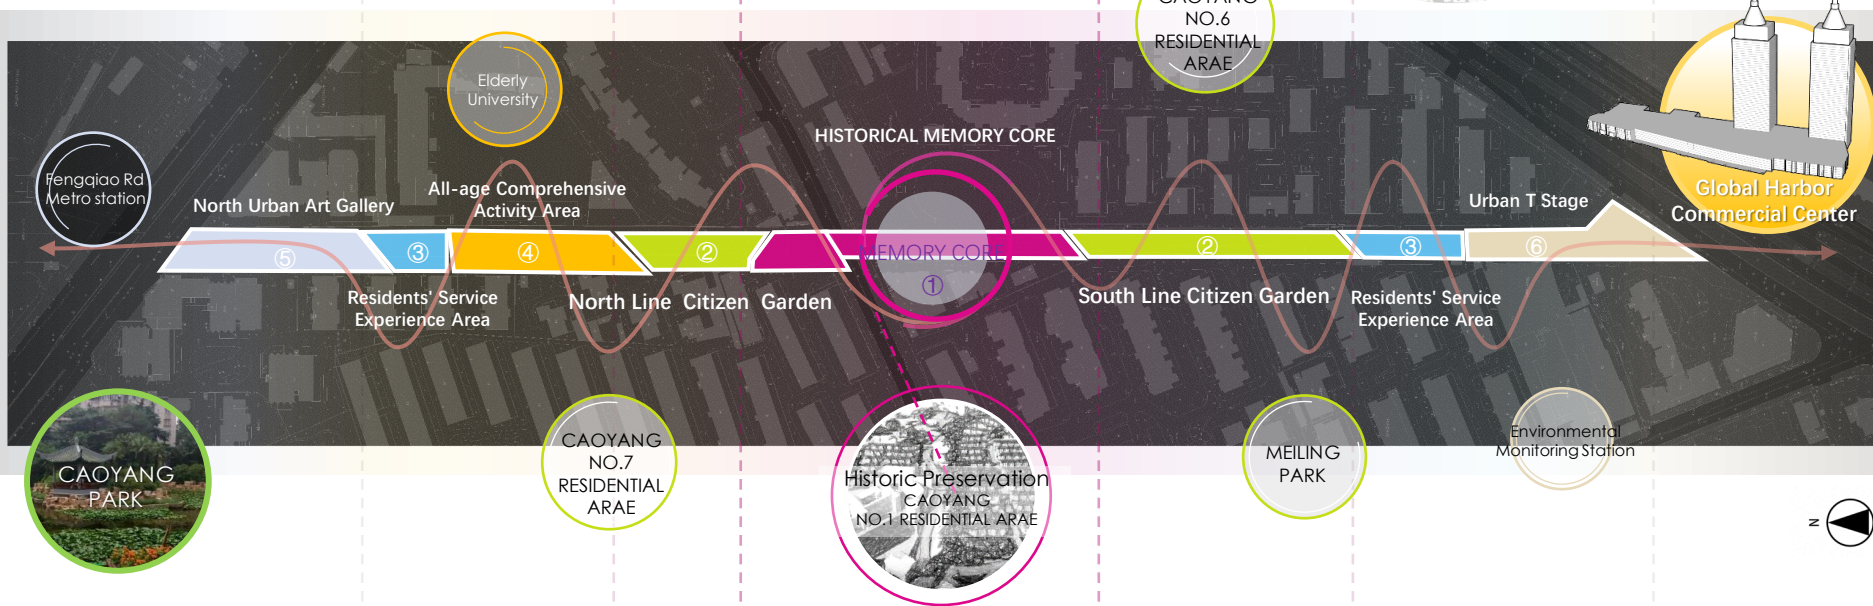 CAOYANG
NO.6
RESIDENTIAL
ARAE
Elderly
University
HISTORICAL MEMORY CORE
Fengqiao Rd
Metro station
North Urban Art Gallery
All-age Comprehensive
Activity Area
Urban T Stage
Global Harbor
Commercial Center
⑤
③
④
②
MEMORY CORE
①
②
③
⑥
Residents' Service
Experience Area
North Line Citizen Garden
South Line Citizen Garden
Residents' Service
Experience Area
CAOYANG
PARK
CAOYANG
NO.7
RESIDENTIAL
ARAE
Historic Preservation
CAOYANG
NO.1 RESIDENTIAL ARAE
MEILING
PARK
Environmental
Monitoring Station
N